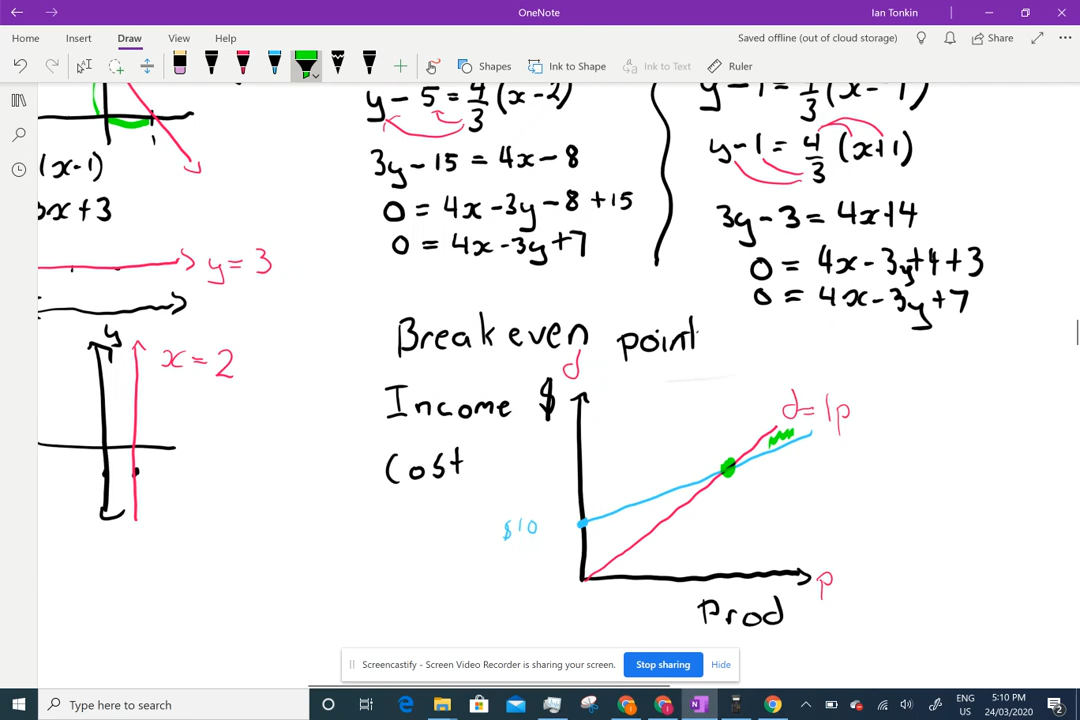 OneNote
Ian Tonkin
Home Insert Draw View Help
Saved offline (out of cloud storage)
Share
Shapes
Ink to Shape
Ink to Text
Ruler
(x-1)
3x+3
y=3
y
x=2
y-5=4/3(x-2)
3y-15=4x-8
0=4x-3y-8+15
0=4x-3y+7
y-1=4/3(x+1)
3y-3=4x+4
0=4x-3y+4+3
0=4x-3y+7
Breakeven point
d
Income $
Cost
d=1p
$10
p
Prod
Screencastify - Screen Video Recorder is sharing your screen.
Stop sharing
Hide
Type here to search
ENG
US
5:10 PM
24/03/2020
2